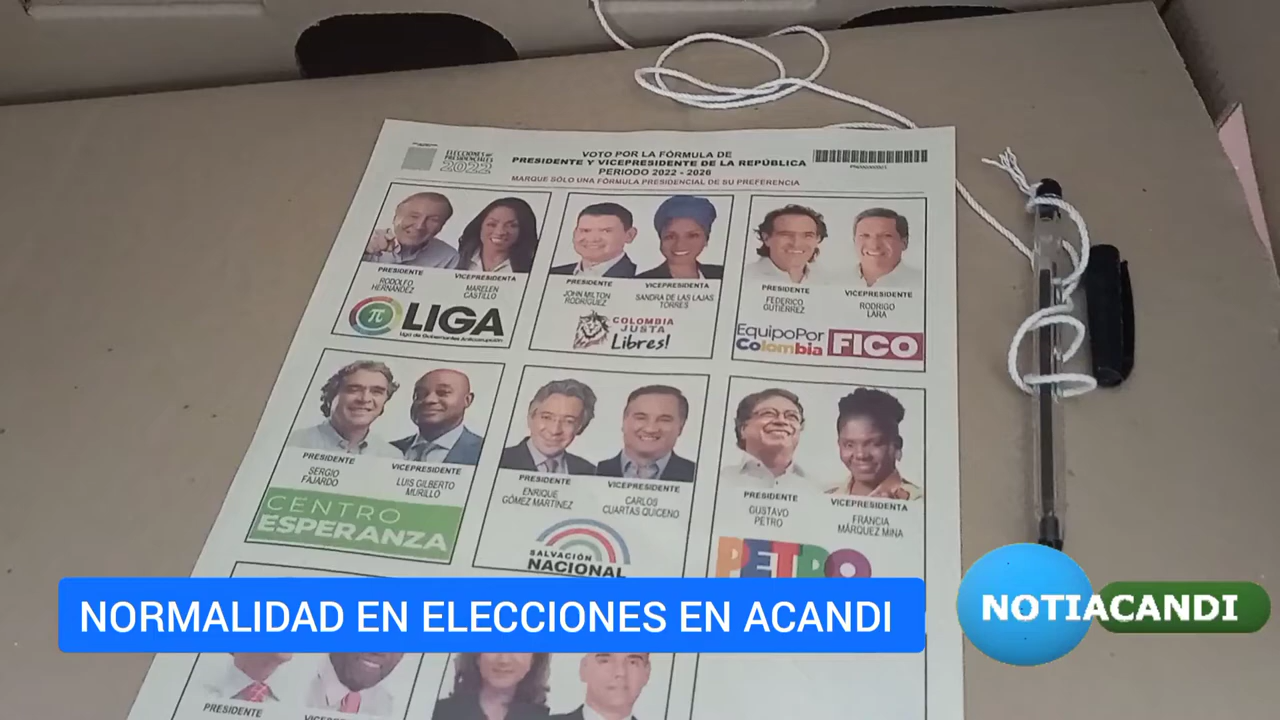 ELECCIONES
PRESIDENCIALES
2022
VOTO POR LA FÓRMULA DE
PRESIDENTE Y VICEPRESIDENTE DE LA REPÚBLICA
PERIODO 2022 - 2026
MARQUE SÓLO UNA FÓRMULA PRESIDENCIAL DE SU PREFERENCIA
PRESIDENTE
RODOLFO
HERNÁNDEZ
VICEPRESIDENTA
MARELEN
CASTILLO
π LIGA
Liga de Gobernantes Anticorrupción
PRESIDENTE
JOHN MILTON
RODRÍGUEZ
VICEPRESIDENTA
SANDRA DE LAS LAJAS
TORRES
COLOMBIA
JUSTA
Libres!
PRESIDENTE
FEDERICO
GUTIÉRREZ
VICEPRESIDENTE
RODRIGO
LARA
EquipoPor
Colombia
FICO
PRESIDENTE
SERGIO
FAJARDO
VICEPRESIDENTE
LUIS GILBERTO
MURILLO
CENTRO
ESPERANZA
PRESIDENTE
ENRIQUE
GÓMEZ MARTÍNEZ
VICEPRESIDENTE
CARLOS
CUARTAS QUICENO
SALVACIÓN
NACIONAL
PRESIDENTE
GUSTAVO
PETRO
VICEPRESIDENTA
FRANCIA
MÁRQUEZ MINA
PETRO
NORMALIDAD EN ELECCIONES EN ACANDI
NOTIACANDI
PRESIDENTE